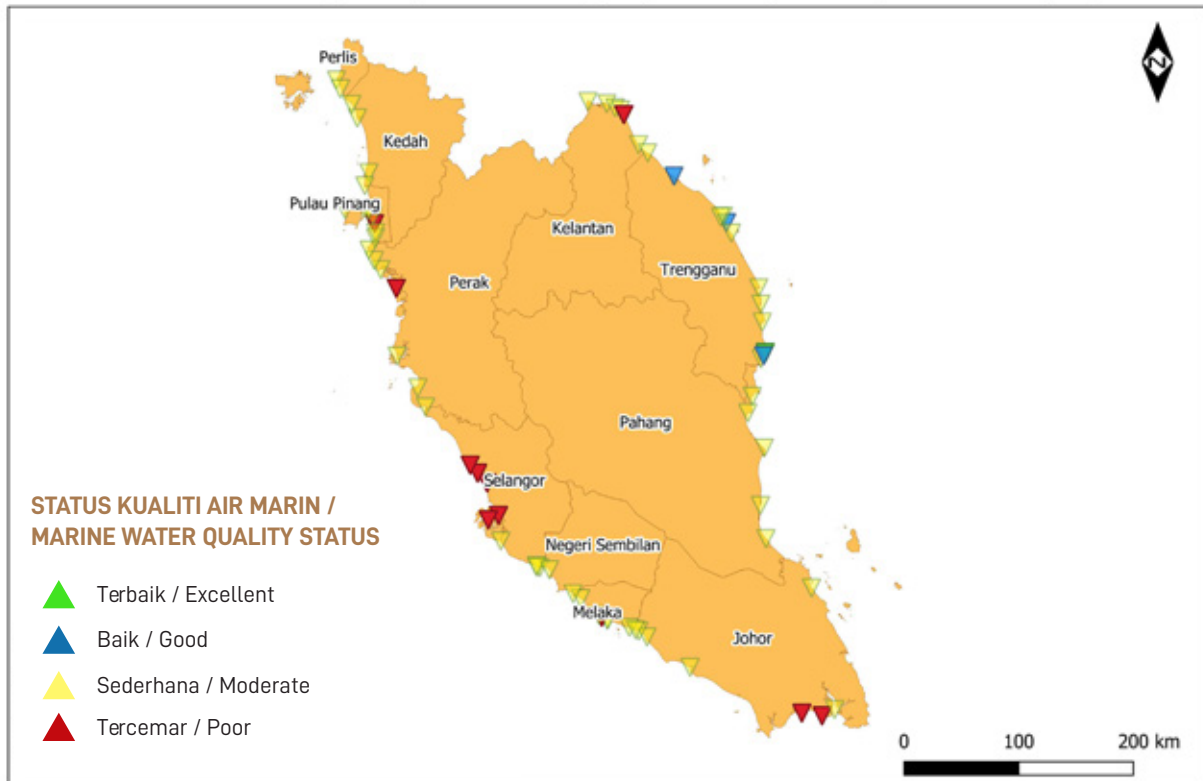 Perlis
Kedah
Pulau Pinang
Kelantan
Perak
Trengganu
Pahang
Selangor
Negeri Sembilan
Melaka
Johor
N
STATUS KUALITI AIR MARIN /
MARINE WATER QUALITY STATUS
Terbaik / Excellent
Baik / Good
Sederhana / Moderate
Tercemar / Poor
0 100 200 km